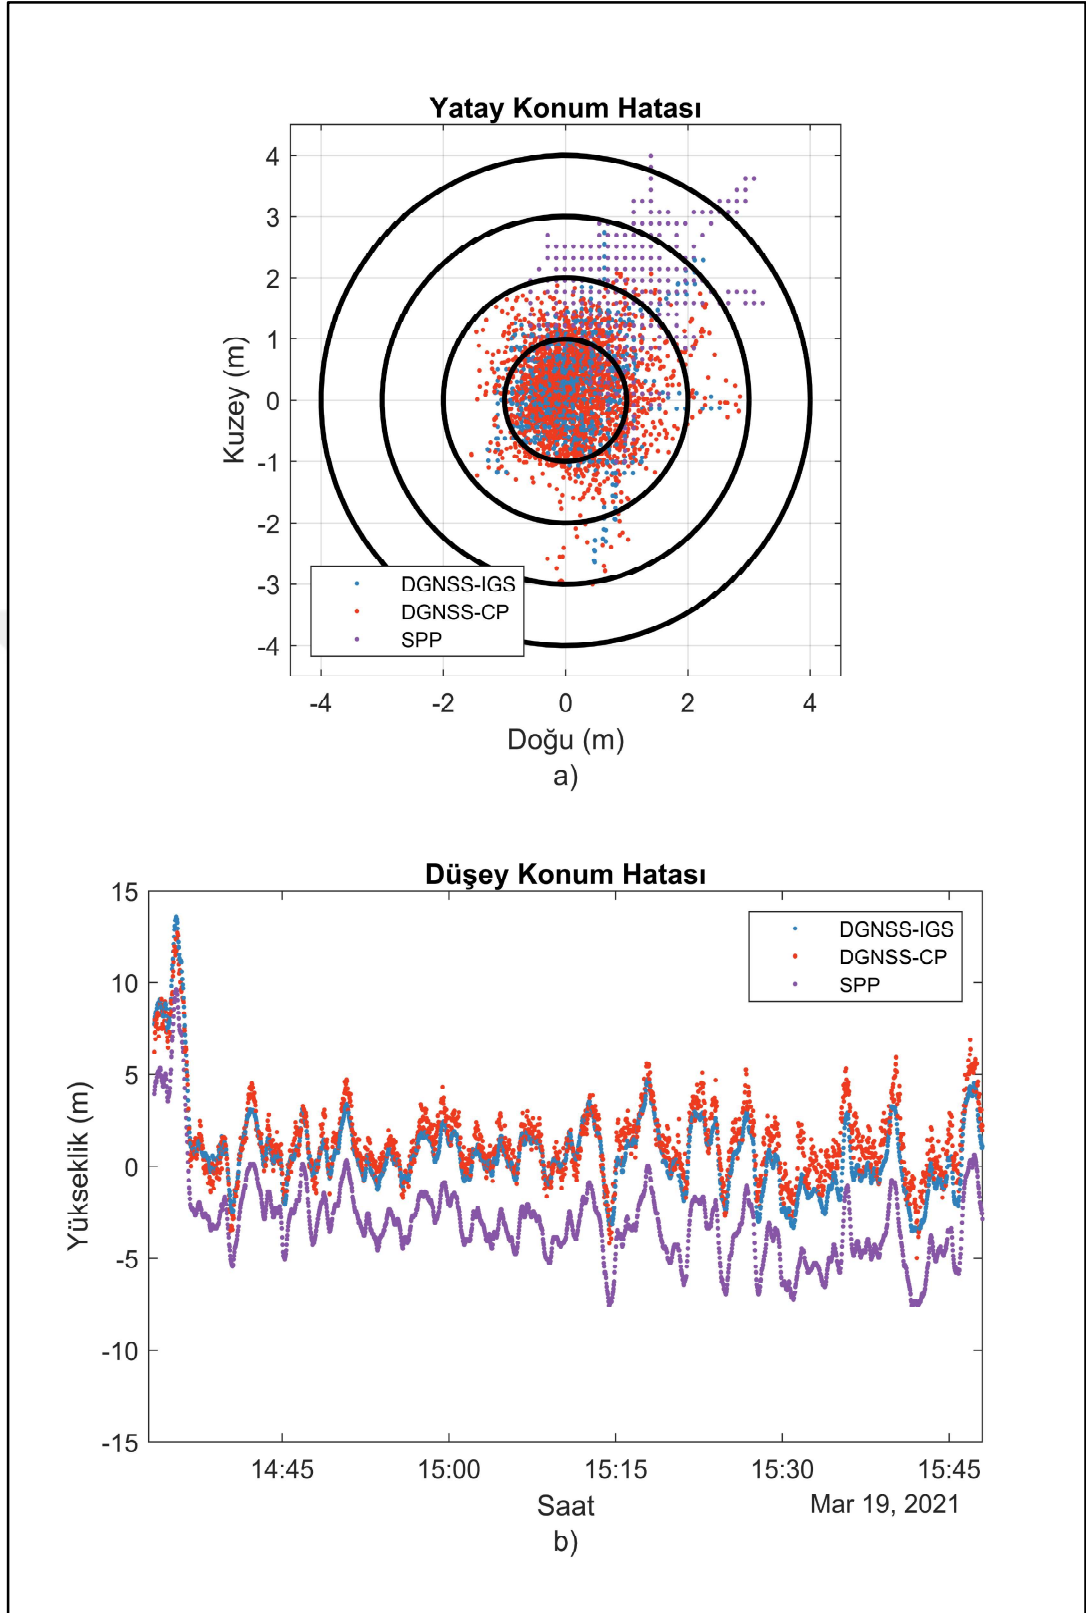 Yatay Konum Hatası
4
3
2
1
0
-1
-2
-3
-4
Kuzey (m)
DGNSS-IGS
DGNSS-CP
SPP
-4 -2 0 2 4
Doğu (m)
a)
Düşey Konum Hatası
15
10
5
0
-5
-10
-15
Yükseklik (m)
DGNSS-IGS
DGNSS-CP
SPP
14:45 15:00 15:15 15:30 15:45
Saat
Mar 19, 2021
b)